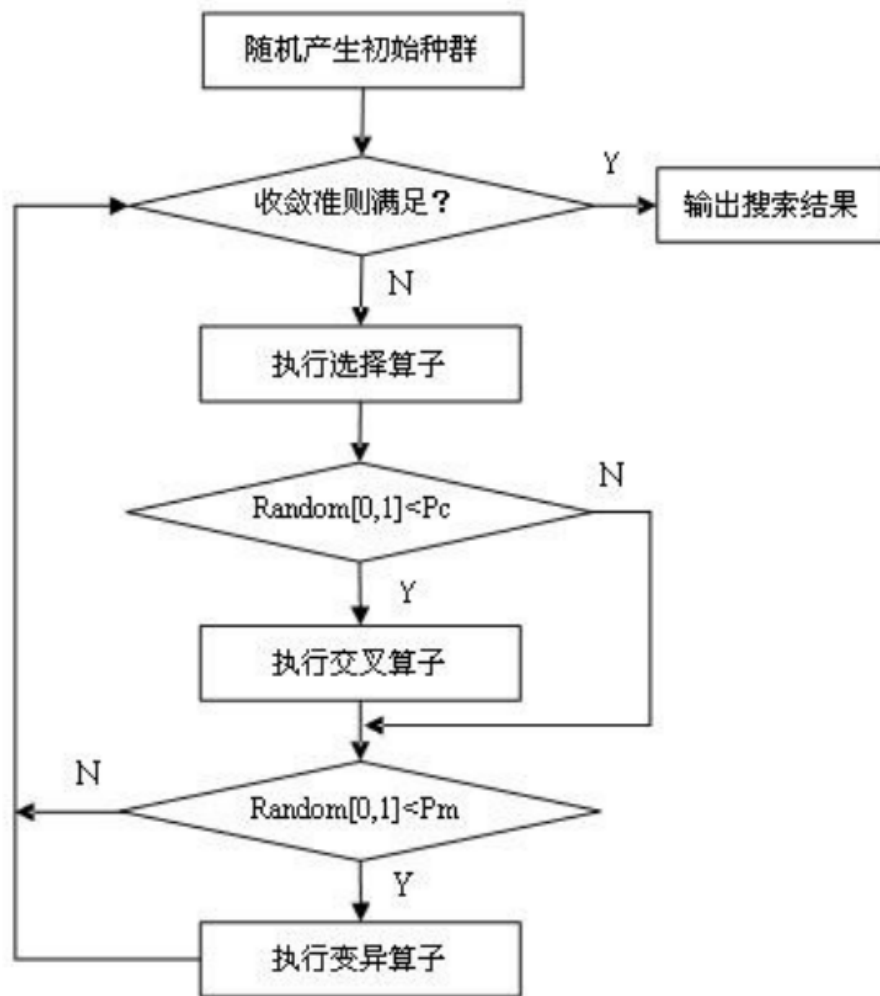 随机产生初始种群
收敛准则满足？
Y
输出搜索结果
N
执行选择算子
Random[0,1]<Pc
N
Y
执行交叉算子
Random[0,1]<Pm
N
Y
执行变异算子